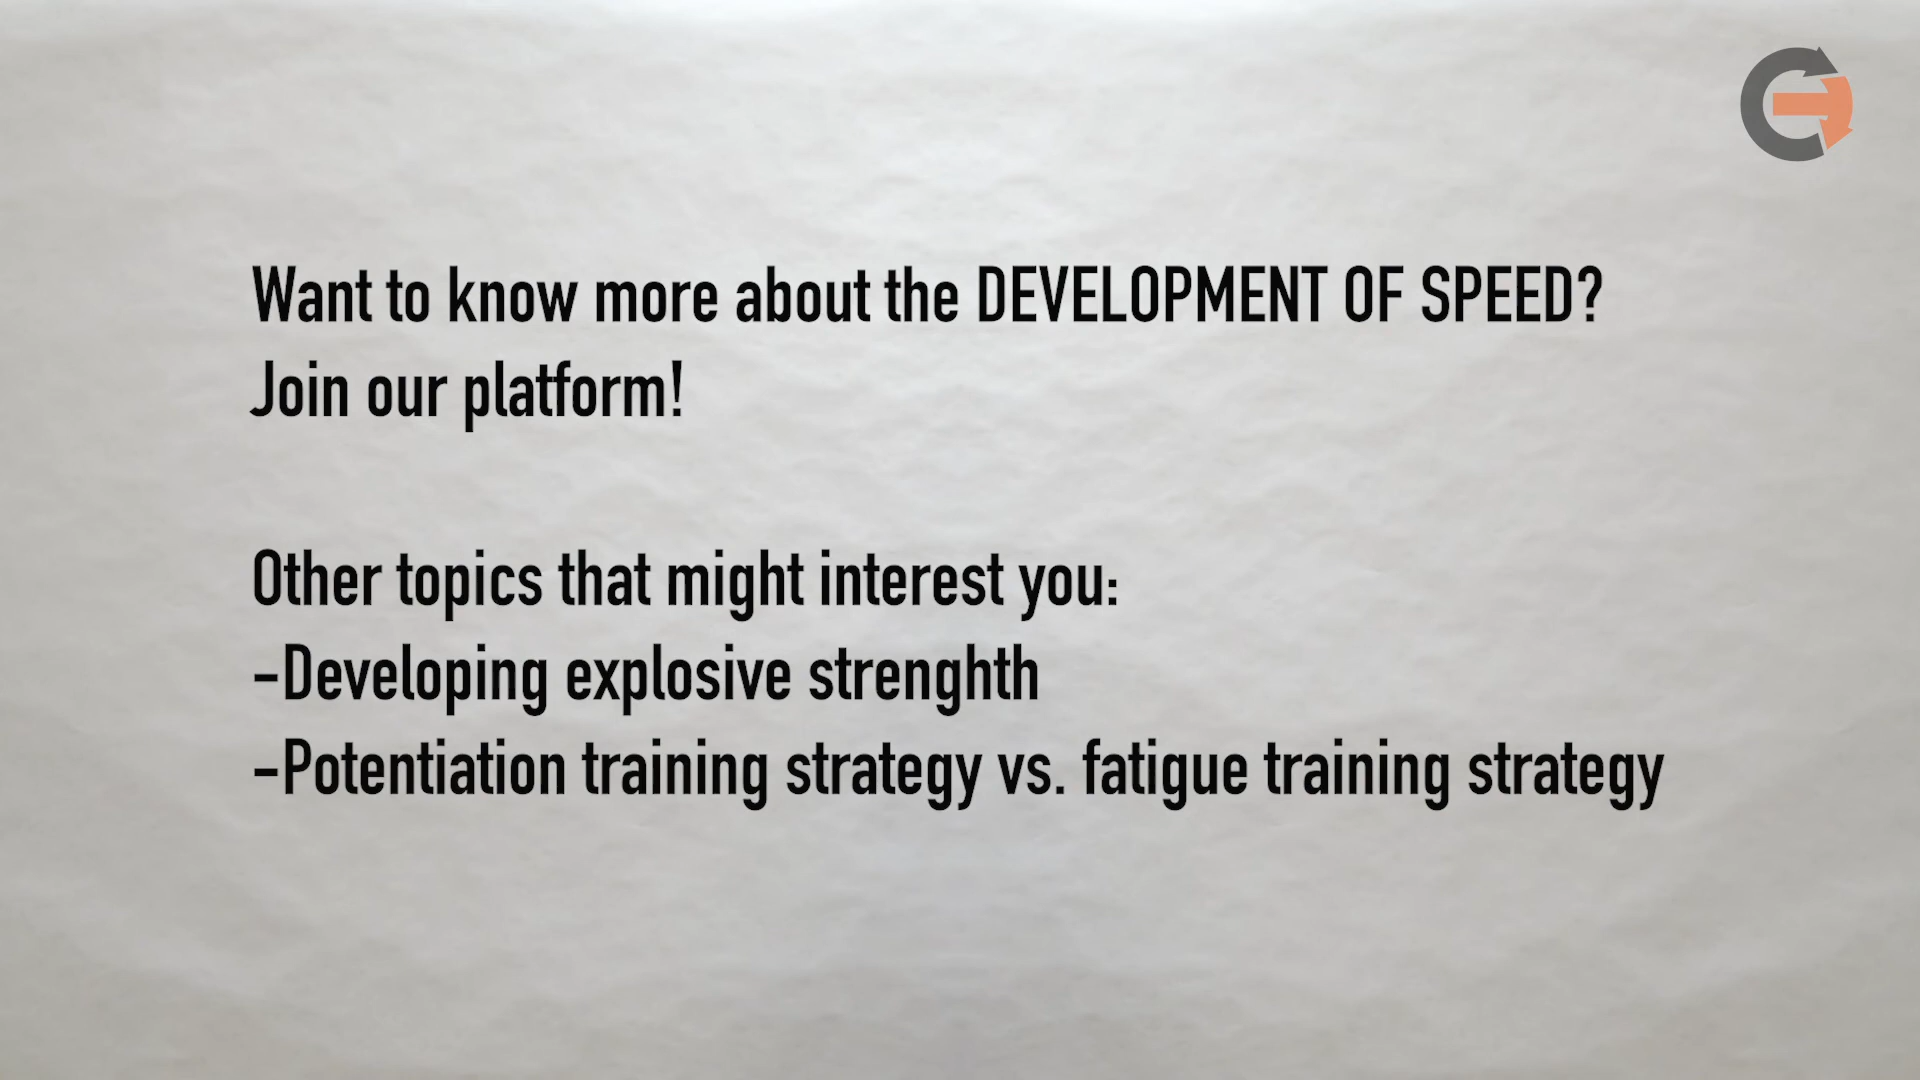 Want to know more about the DEVELOPMENT OF SPEED?
Join our platform!
Other topics that might interest you:
-Developing explosive strenghth
-Potentiation training strategy vs. fatigue training strategy